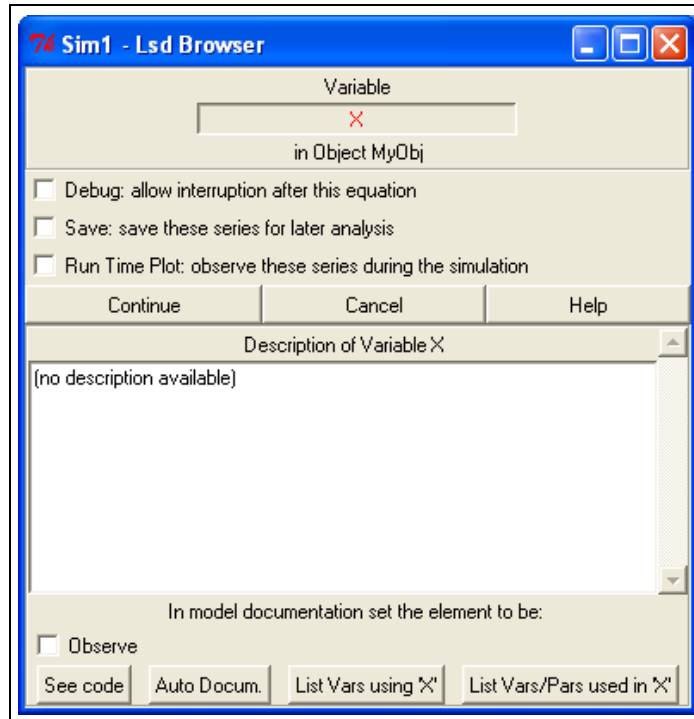 7% Sim1 - Lsd Browser
Variable
X
in Object MyObj
Debug: allow interruption after this equation
Save: save these series for later analysis
Run Time Plot: observe these series during the simulation
Continue Cancel Help
Description of Variable X
(no description available)
In model documentation set the element to be:
Observe
See code Auto Docum. List Vars using 'X' List Vars/Pars used in 'X'